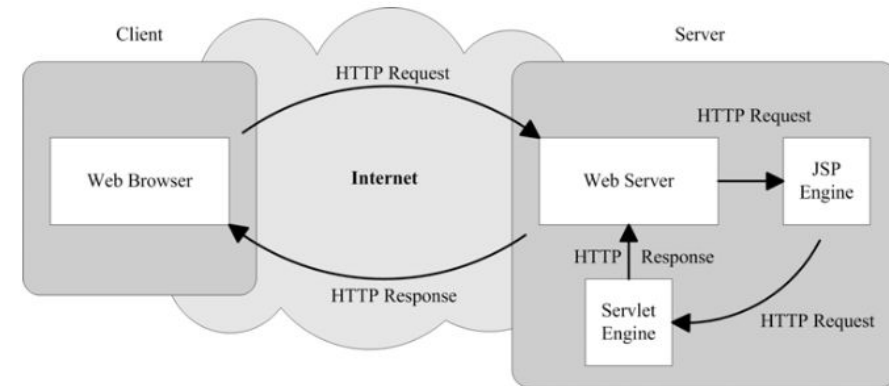 Client
Server
HTTP Request
HTTP Request
Web Browser
Internet
Web Server
JSP
Engine
HTTP Response
HTTP Response
Servlet
Engine
HTTP Request